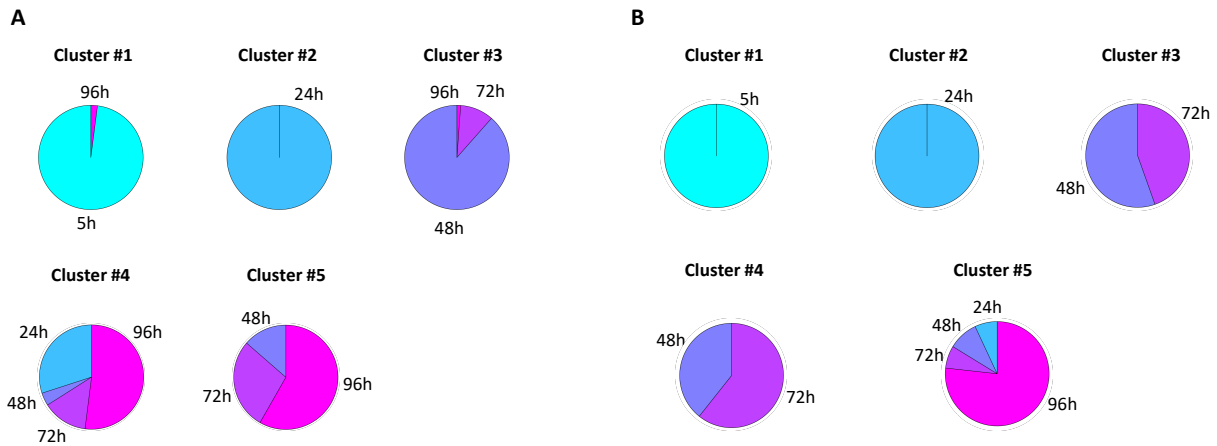 A
Cluster #1
96h
5h
Cluster #2
24h
Cluster #3
96h
72h
48h
Cluster #4
24h
96h
48h
72h
Cluster #5
48h
72h
96h
B
Cluster #1
5h
Cluster #2
24h
Cluster #3
72h
48h
Cluster #4
48h
72h
Cluster #5
24h
48h
72h
96h